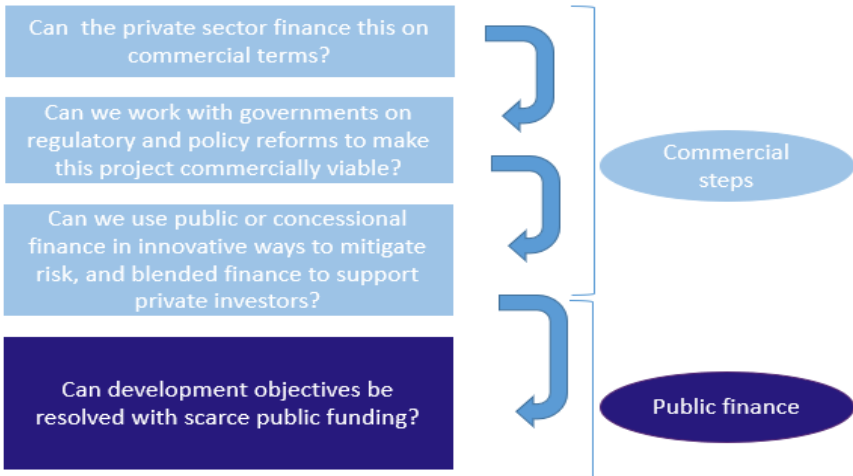 Can the private sector finance this on
commercial terms?
Can we work with governments on
regulatory and policy reforms to make
this project commercially viable?
Commercial
steps
Can we use public or concessional
finance in innovative ways to mitigate
risk, and blended finance to support
private investors?
Can development objectives be
resolved with scarce public funding?
Public finance